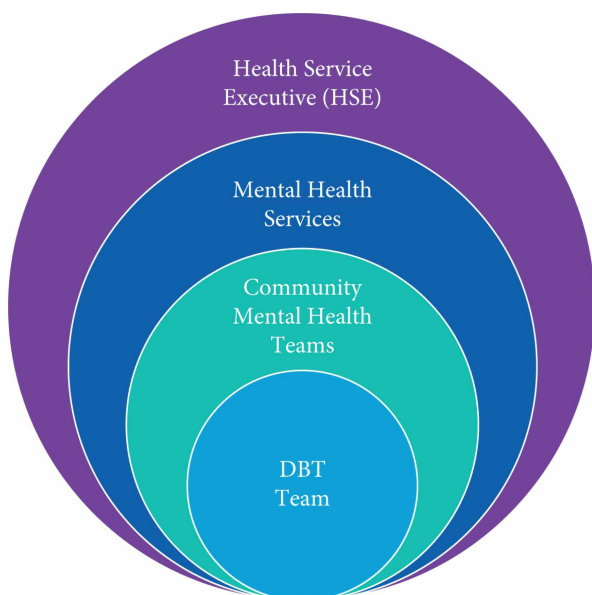 Health Service
Executive (HSE)
Mental Health
Services
Community
Mental Health
Teams
DBT
Team